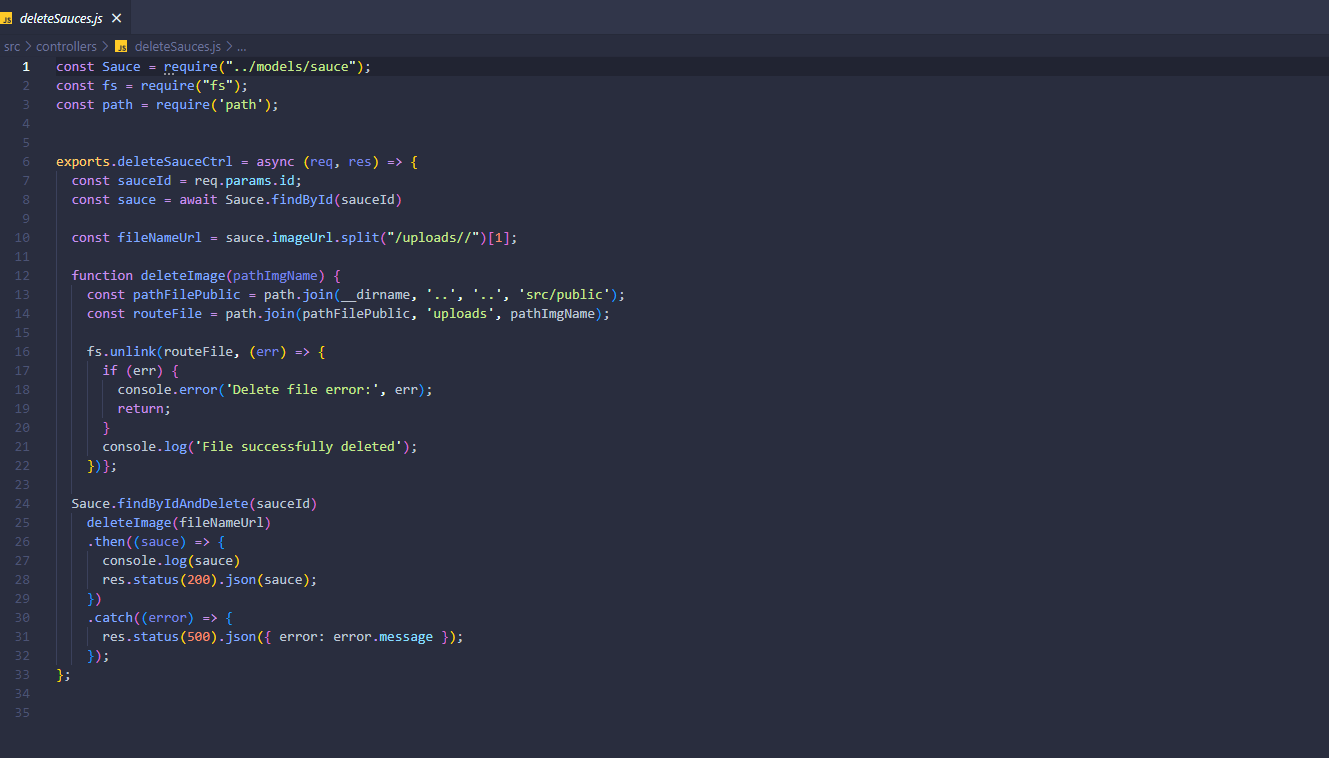 JS deleteSauces.js ×
src > controllers > JS deleteSauces.js > ...
1 const Sauce = require("../models/sauce");
2 const fs = require("fs");
3 const path = require('path');
4
5
6 exports.deleteSauceCtrl = async (req, res) => {
7   const sauceId = req.params.id;
8   const sauce = await Sauce.findById(sauceId)
9
10   const fileNameUrl = sauce.imageUrl.split("/uploads//")[1];
11
12   function deleteImage(pathImgName) {
13     const pathFilePublic = path.join(__dirname, '..', '..', 'src/public');
14     const routeFile = path.join(pathFilePublic, 'uploads', pathImgName);
15
16     fs.unlink(routeFile, (err) => {
17       if (err) {
18         console.error('Delete file error:', err);
19         return;
20       }
21       console.log('File successfully deleted');
22     })};
23
24   Sauce.findByIdAndDelete(sauceId)
25     deleteImage(fileNameUrl)
26     .then((sauce) => {
27       console.log(sauce)
28       res.status(200).json(sauce);
29     })
30     .catch((error) => {
31       res.status(500).json({ error: error.message });
32     });
33 };
34
35